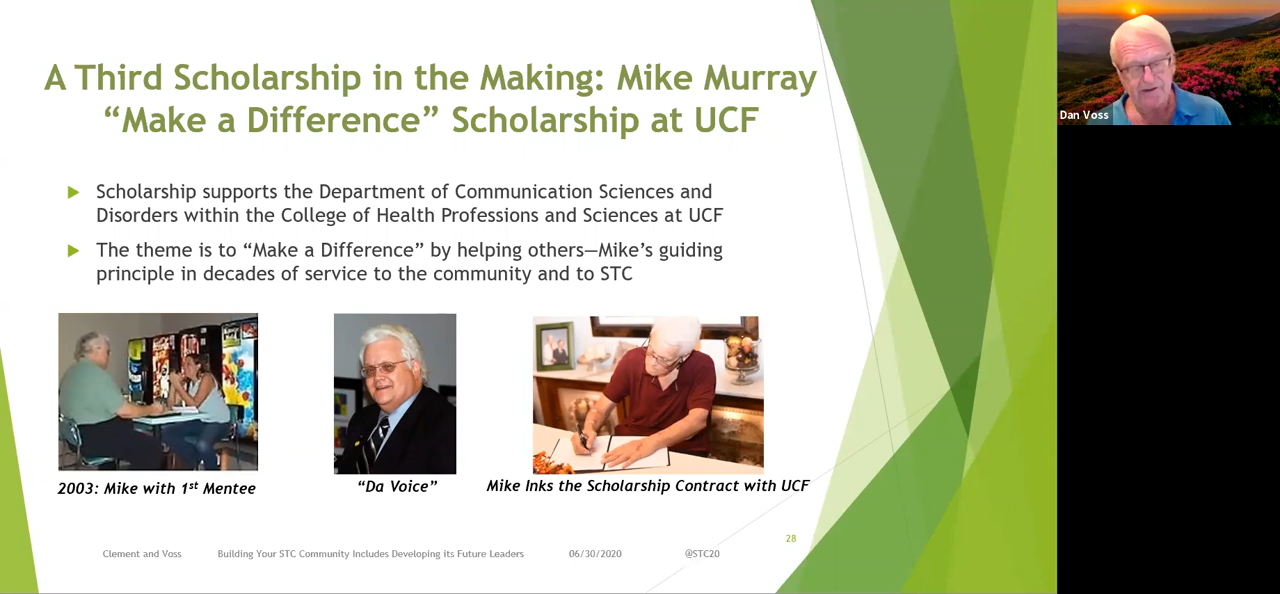 A Third Scholarship in the Making: Mike Murray
“Make a Difference” Scholarship at UCF
Scholarship supports the Department of Communication Sciences and
Disorders within the College of Health Professions and Sciences at UCF
The theme is to “Make a Difference” by helping others—Mike’s guiding
principle in decades of service to the community and to STC
2003: Mike with 1st Mentee
“Da Voice”
Mike Inks the Scholarship Contract with UCF
28
Clement and Voss Building Your STC Community Includes Developing its Future Leaders 06/30/2020 @STC20
Dan Voss